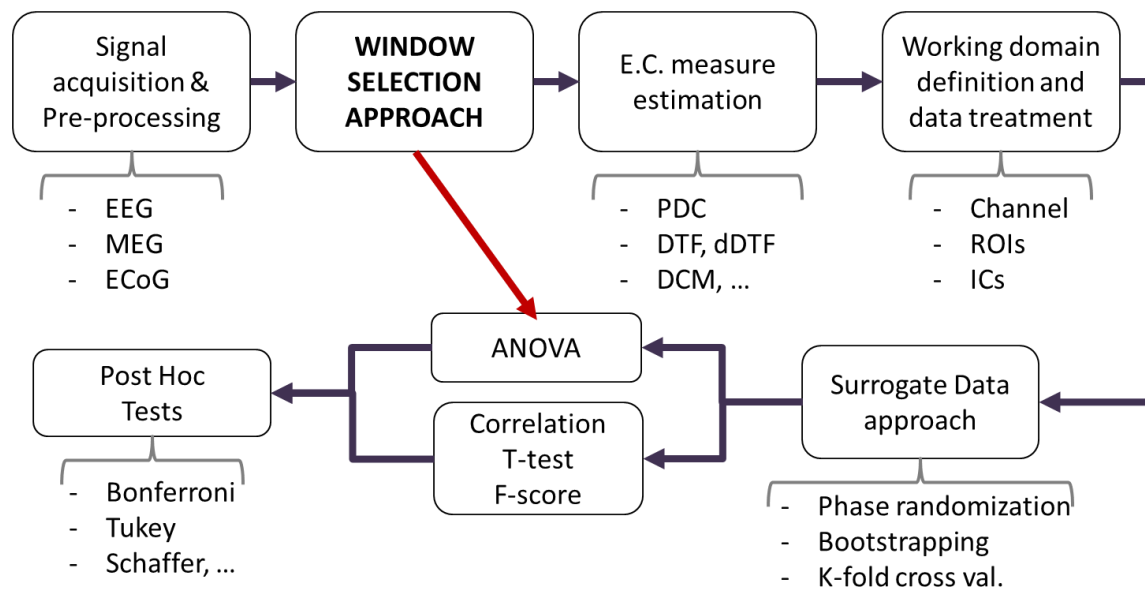 Signal
acquisition &
Pre-processing
WINDOW
SELECTION
APPROACH
E.C. measure
estimation
Working domain
definition and
data treatment
- EEG
- MEG
- ECoG
- PDC
- DTF, dDTF
- DCM, ...
- Channel
- ROIs
- ICs
ANOVA
Correlation
T-test
F-score
Surrogate Data
approach
- Phase randomization
- Bootstrapping
- K-fold cross val.
Post Hoc
Tests
- Bonferroni
- Tukey
- Schaffer, ...